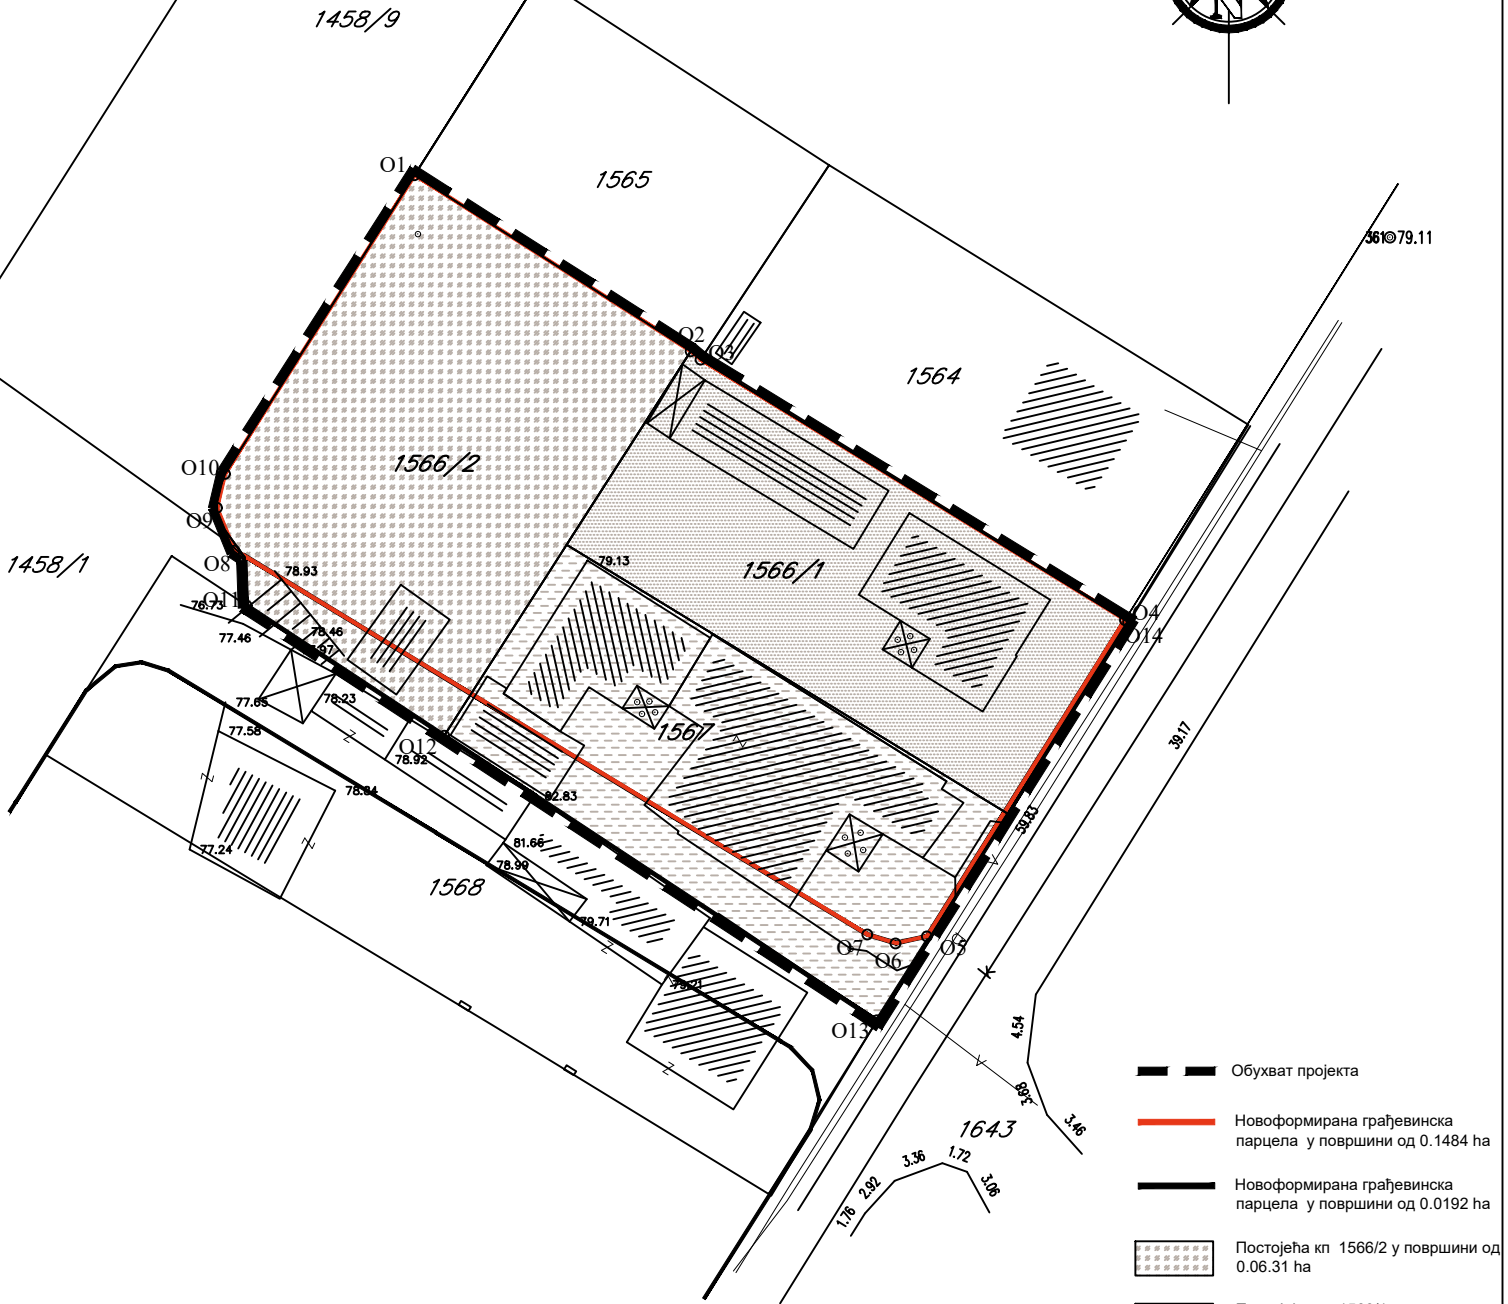 1458/9
N
O1
1565
361 79.11
O2
O3
1564
O10
1566/2
O9
1458/1
O8
78.93
79.13
1566/1
76.73
O11
77.46
78.46
O4
O14
77.65
78.23
77.58
O12
78.92
1567
39.17
78.84
82.83
59.83
77.24
81.66
78.99
1568
79.71
O7
O6
O5
O13
4.54
3.68
3.46
1643
3.36
1.72
2.92
3.06
1.76
Обухват пројекта
Новоформирана грађевинска
парцела у површини од 0.1484 ha
Новоформирана грађевинска
парцела у површини од 0.0192 ha
Постојећа кп 1566/2 у површини од
0.06.31 ha